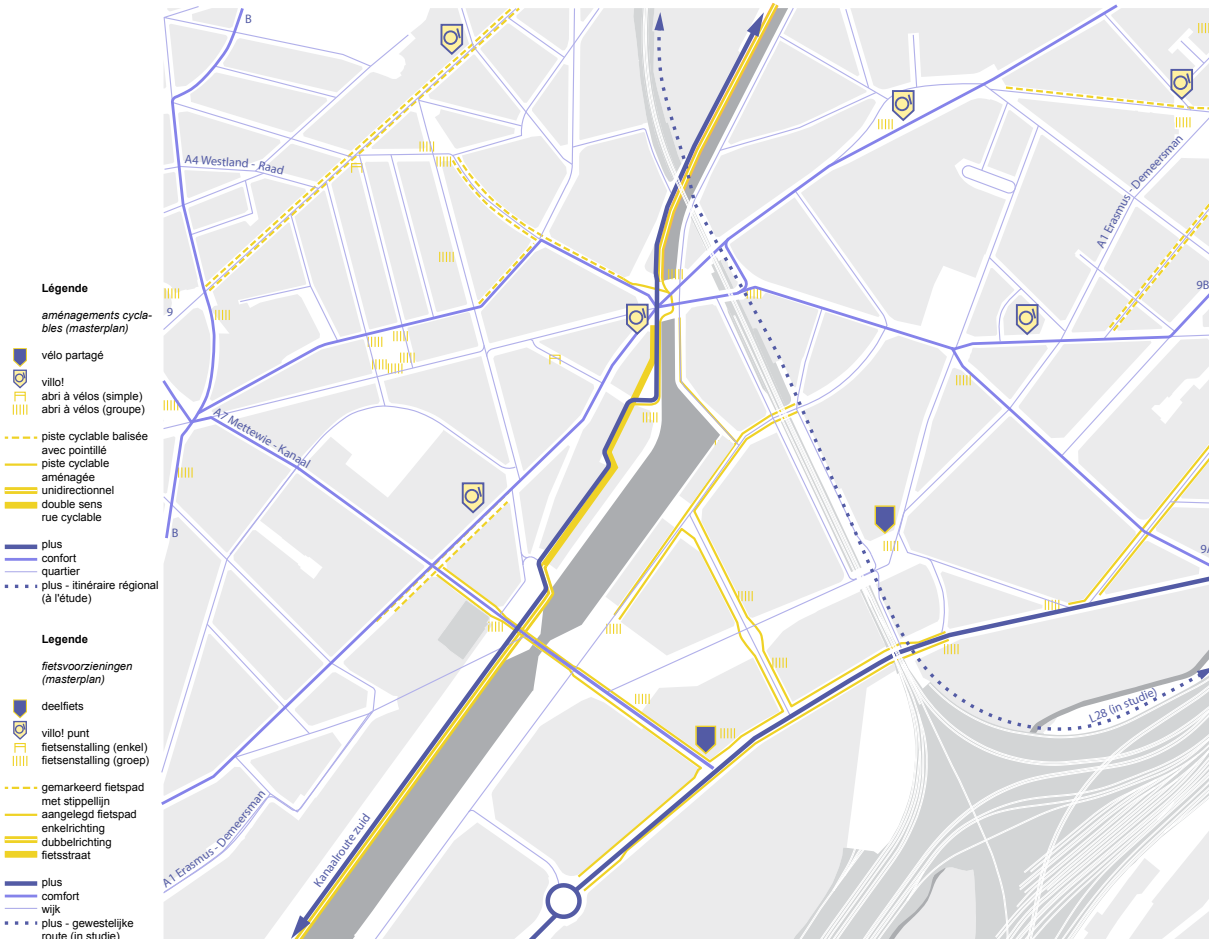 Légende
aménagements cycla-
bles (masterplan)
vélo partagé
villo!
abri à vélos (simple)
abri à vélos (groupe)
piste cyclable balisée
avec pointillé
piste cyclable
aménagée
unidirectionnel
double sens
rue cyclable
plus
confort
quartier
plus - itinéraire régional
(à l'étude)
Legende
fietsvoorzieningen
(masterplan)
deelfiets
villo! punt
fietsenstalling (enkel)
fietsenstalling (groep)
gemarkeerd fietspad
met stippellijn
aangelegd fietspad
enkelrichting
dubbelrichting
fietsstraat
plus
comfort
wijk
plus - gewestelijke
route (in studie)
B
A4 Westland - Raad
A1 Erasmus - Demeersman
9
9B
A7 Mettewie - Kanaal
B
L28 (in studie)
Kanaalroute zuid
A1 Erasmus - Demeersman